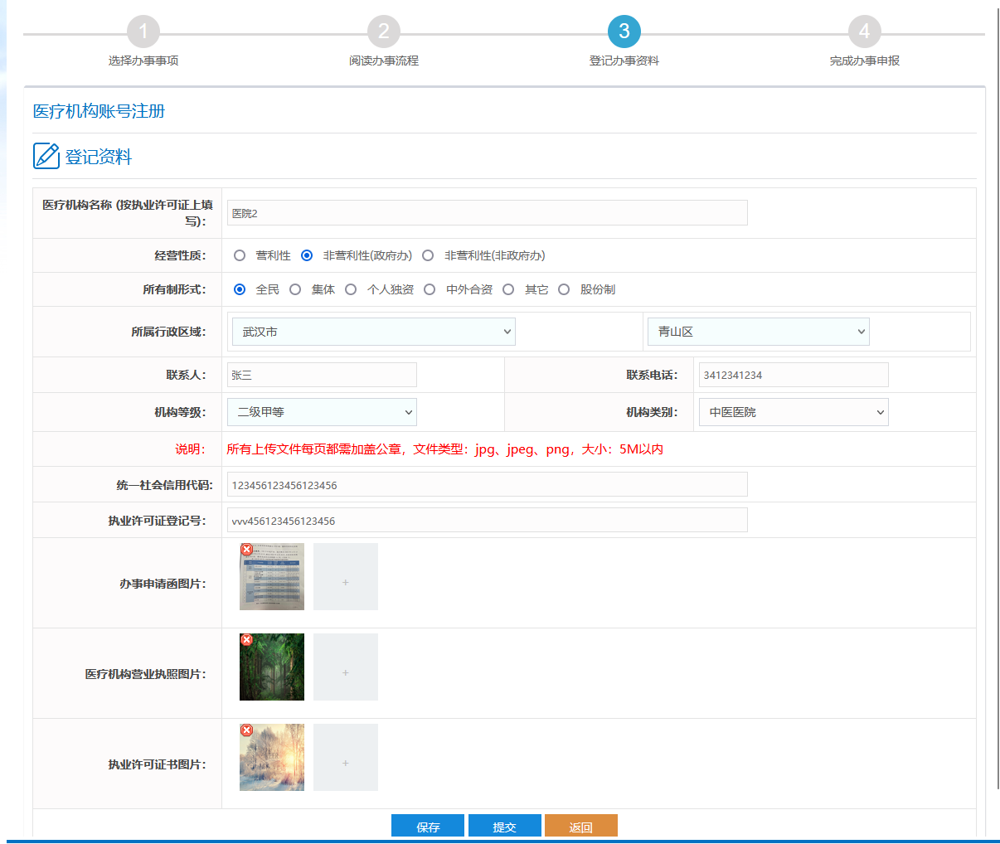 1
2
3
4
选择办事事项
阅读办事流程
登记办事资料
完成办事申报
医疗机构账号注册
登记资料
医疗机构名称 (按执业许可证上填
写):
医院2
经营性质:
营利性
非营利性(政府办)
非营利性(非政府办)
所有制形式:
全民
集体
个人独资
中外合资
其它
股份制
所属行政区域:
武汉市
青山区
联系人:
张三
联系电话:
3412341234
机构等级:
二级甲等
机构类别:
中医医院
说明:
所有上传文件每页都需加盖公章，文件类型：jpg、jpeg、png，大小：5M以内
统一社会信用代码:
123456123456123456
执业许可证登记号:
vvv456123456123456
办事申请函图片:
+
医疗机构营业执照图片:
+
执业许可证书图片:
+
保存
提交
返回